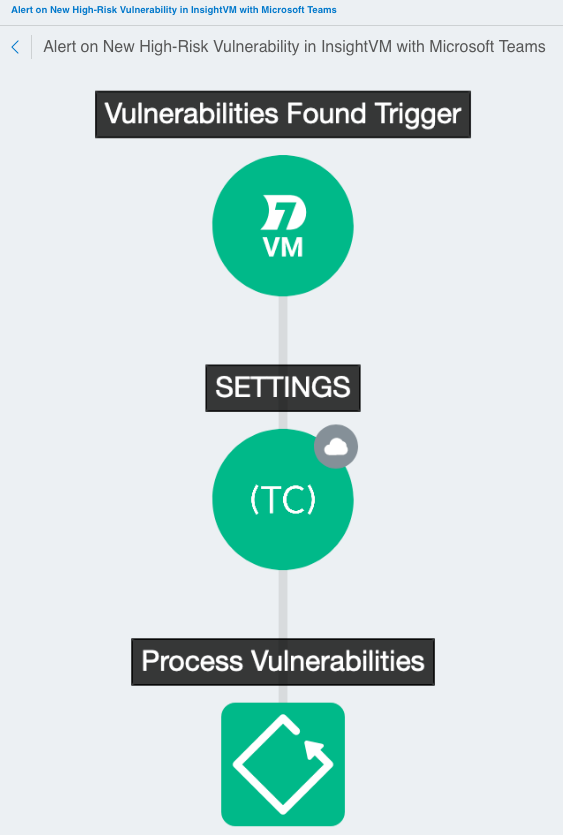 Alert on New High-Risk Vulnerability in InsightVM with Microsoft Teams
Alert on New High-Risk Vulnerability in InsightVM with Microsoft Teams
Vulnerabilities Found Trigger
VM
SETTINGS
(TC)
Process Vulnerabilities